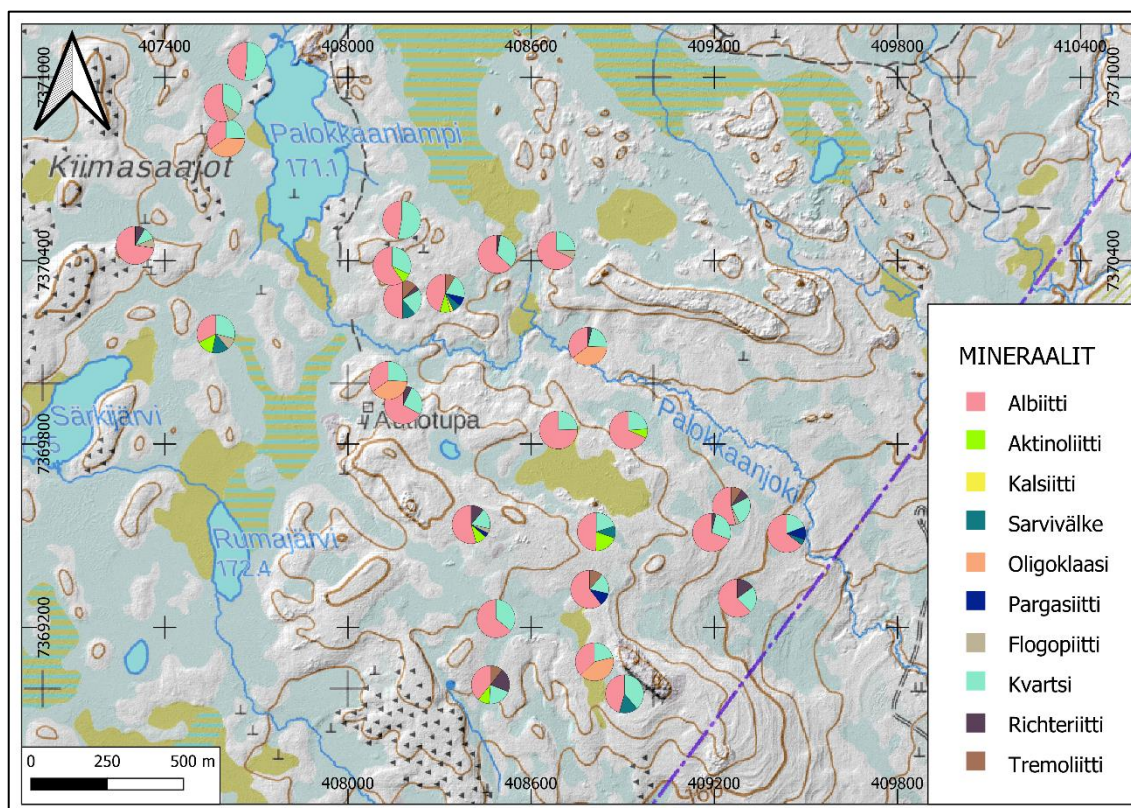 407400 408000 408600 409200 409800 110400
7371000
7371000
Palokkaanlampi
171.1
Kiimasaajot
7370400
7370400
MINERAALIT
Albiitti
Aktinoliitti
Kalsiitti
Sarvivälke
Oligoklaasi
Pargasiitti
Flogopiitti
Kvartsi
Richteriitti
Tremoliitti
Särkijärvi
Autiotupa
7369800
Palokkaanjoki
Rumajärvi
172.4
7369200
0 250 500 m
408000 408600 409200 409800